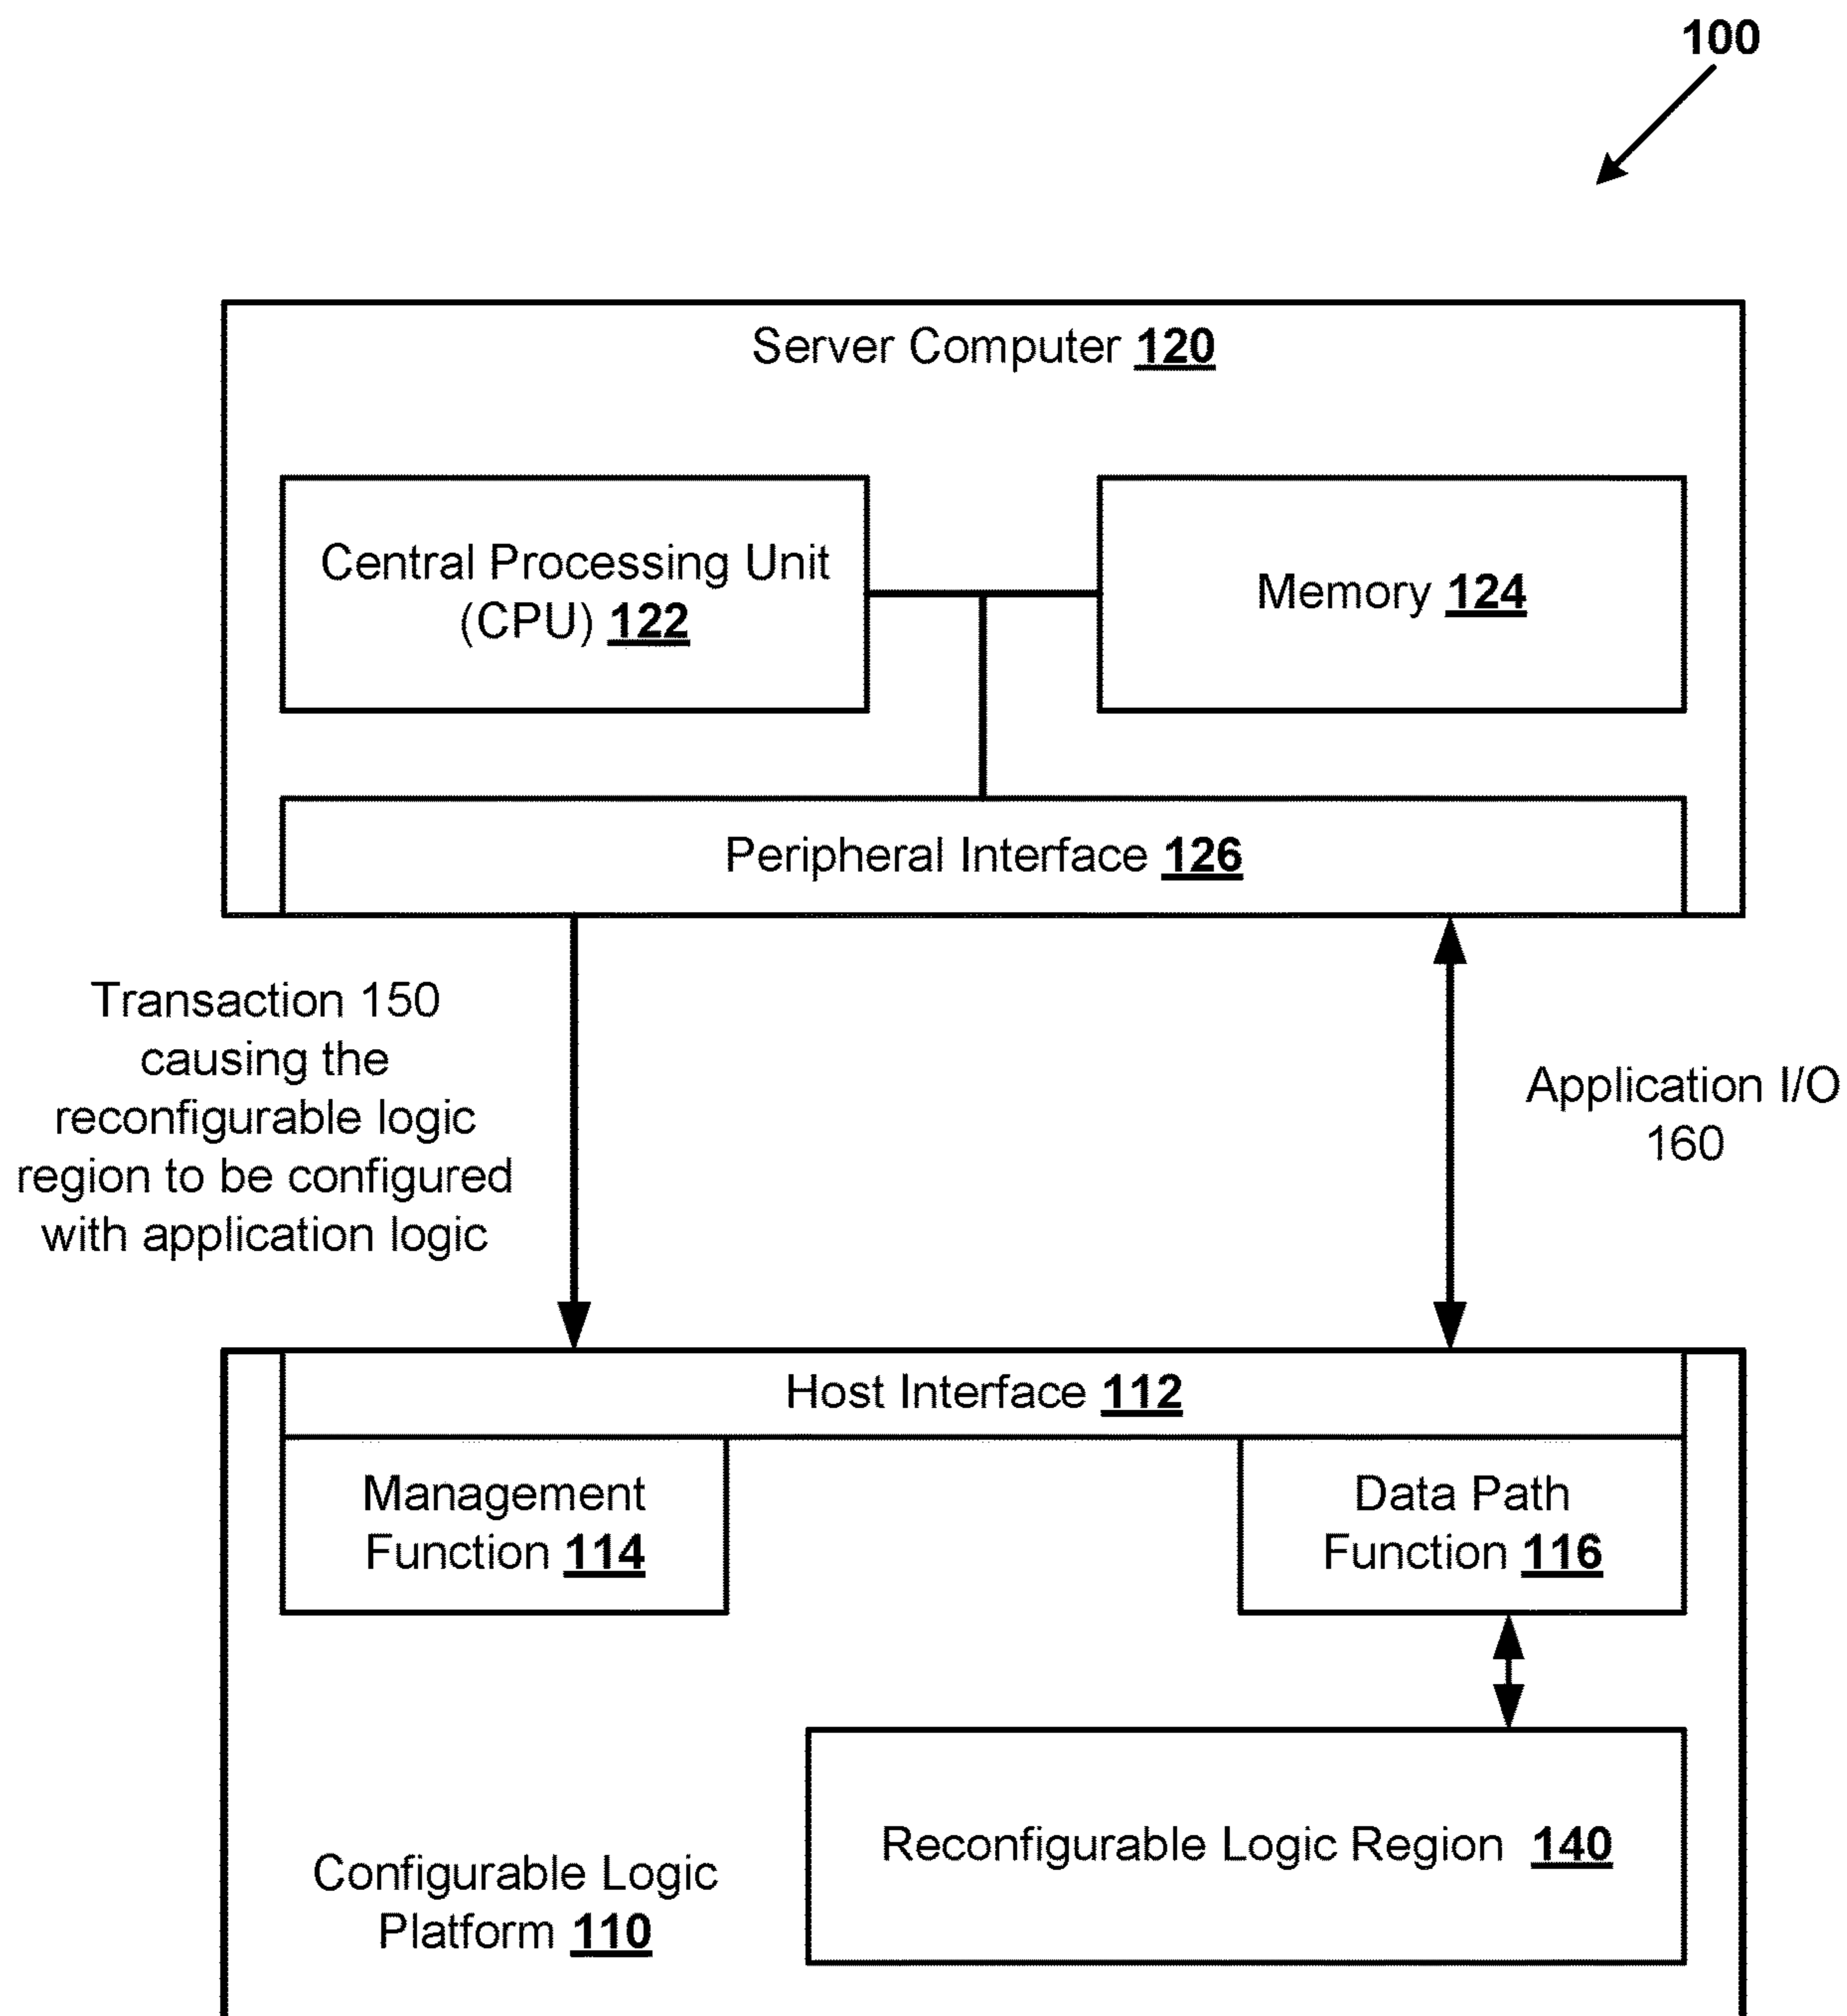 100
Server Computer 120
Central Processing Unit
(CPU) 122
Memory 124
Peripheral Interface 126
Transaction 150
causing the
reconfigurable logic
region to be configured
with application logic
Application I/O
160
Host Interface 112
Management
Function 114
Data Path
Function 116
Reconfigurable Logic Region 140
Configurable Logic
Platform 110